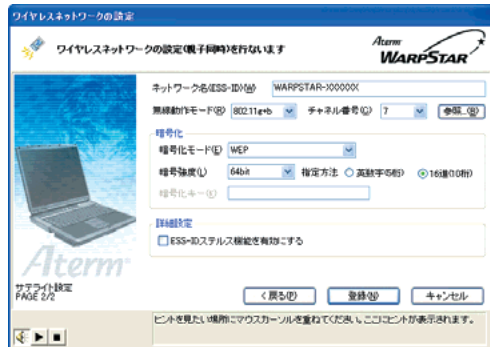 ワイヤレスネットワークの設定
ワイヤレスネットワークの設定(親子同時)を行ないます
Aterm
WARPSTAR
ネットワーク名(ESS-ID)(W) WARPSTAR-XXXXXX
無線動作モード(R) 802.11g+b チャネル番号(C) 7 参照(B)
暗号化
暗号化モード(E) WEP
暗号強度(L) 64bit 指定方法 英数字(5桁) 16進(10桁)
暗号化キー(K)
詳細設定
ESS-IDステルス機能を有効にする
Aterm
サテライト設定
PAGE 2/2
< 戻る(P) 登録(W) キャンセル
ヒントを見たい場所にマウスカーソルを重ねてください。ここにヒントが表示されます。